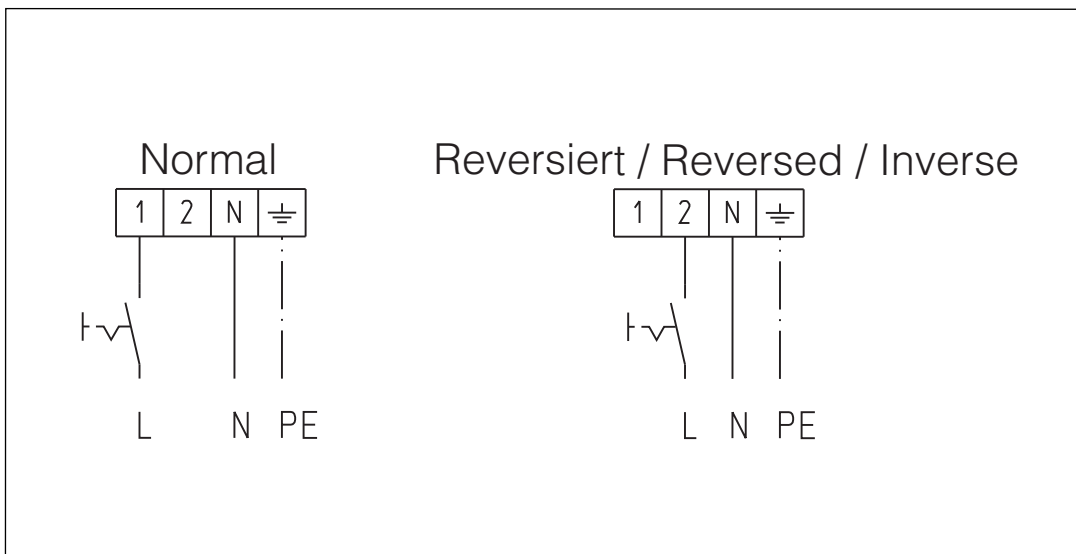 Normal
1 2 N
L N PE
Reversiert / Reversed / Inverse
1 2 N
L N PE